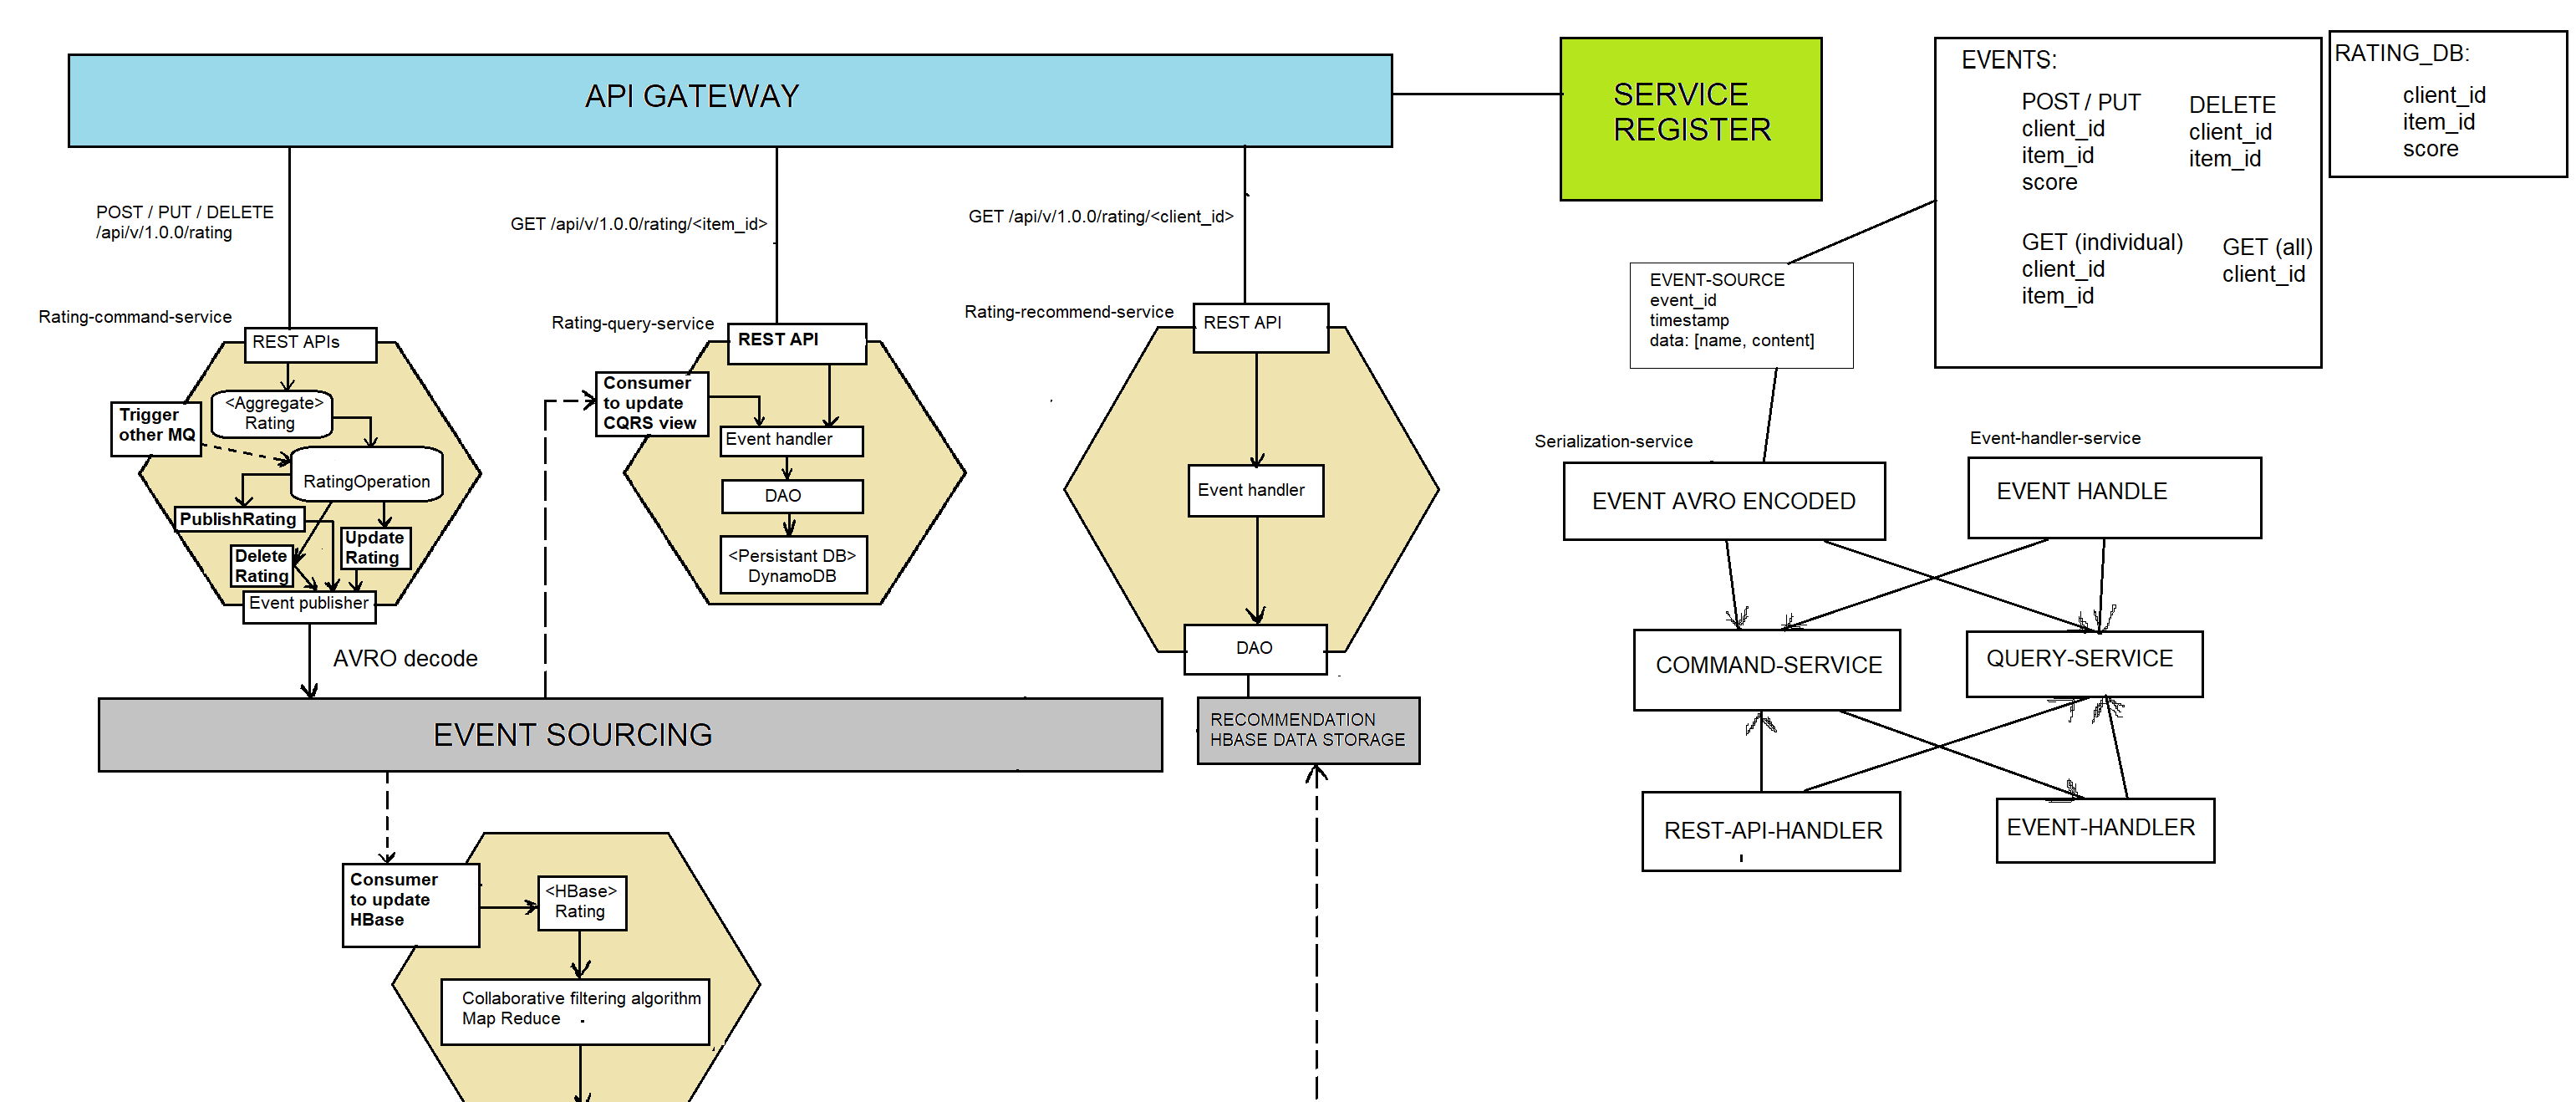 API GATEWAY
SERVICE
REGISTER
EVENTS:
POST / PUT
client_id
item_id
score
DELETE
client_id
item_id
GET (individual)
client_id
item_id
GET (all)
client_id
RATING_DB:
client_id
item_id
score
POST / PUT / DELETE
/api/v/1.0.0/rating
GET /api/v/1.0.0/rating/<item_id>
GET /api/v/1.0.0/rating/<client_id>
EVENT-SOURCE
event_id
timestamp
data: [name, content]
Rating-command-service
REST APIs
<Aggregate>
Rating
Trigger
other MQ
RatingOperation
PublishRating
Delete
Rating
Update
Rating
Event publisher
AVRO decode
Rating-query-service
REST API
Consumer
to update
CQRS view
Event handler
DAO
<Persistant DB>
DynamoDB
Rating-recommend-service
REST API
Event handler
DAO
Serialization-service
EVENT AVRO ENCODED
Event-handler-service
EVENT HANDLE
COMMAND-SERVICE
QUERY-SERVICE
REST-API-HANDLER
EVENT-HANDLER
EVENT SOURCING
RECOMMENDATION
HBASE DATA STORAGE
Consumer
to update
HBase
<HBase>
Rating
Collaborative filtering algorithm
Map Reduce